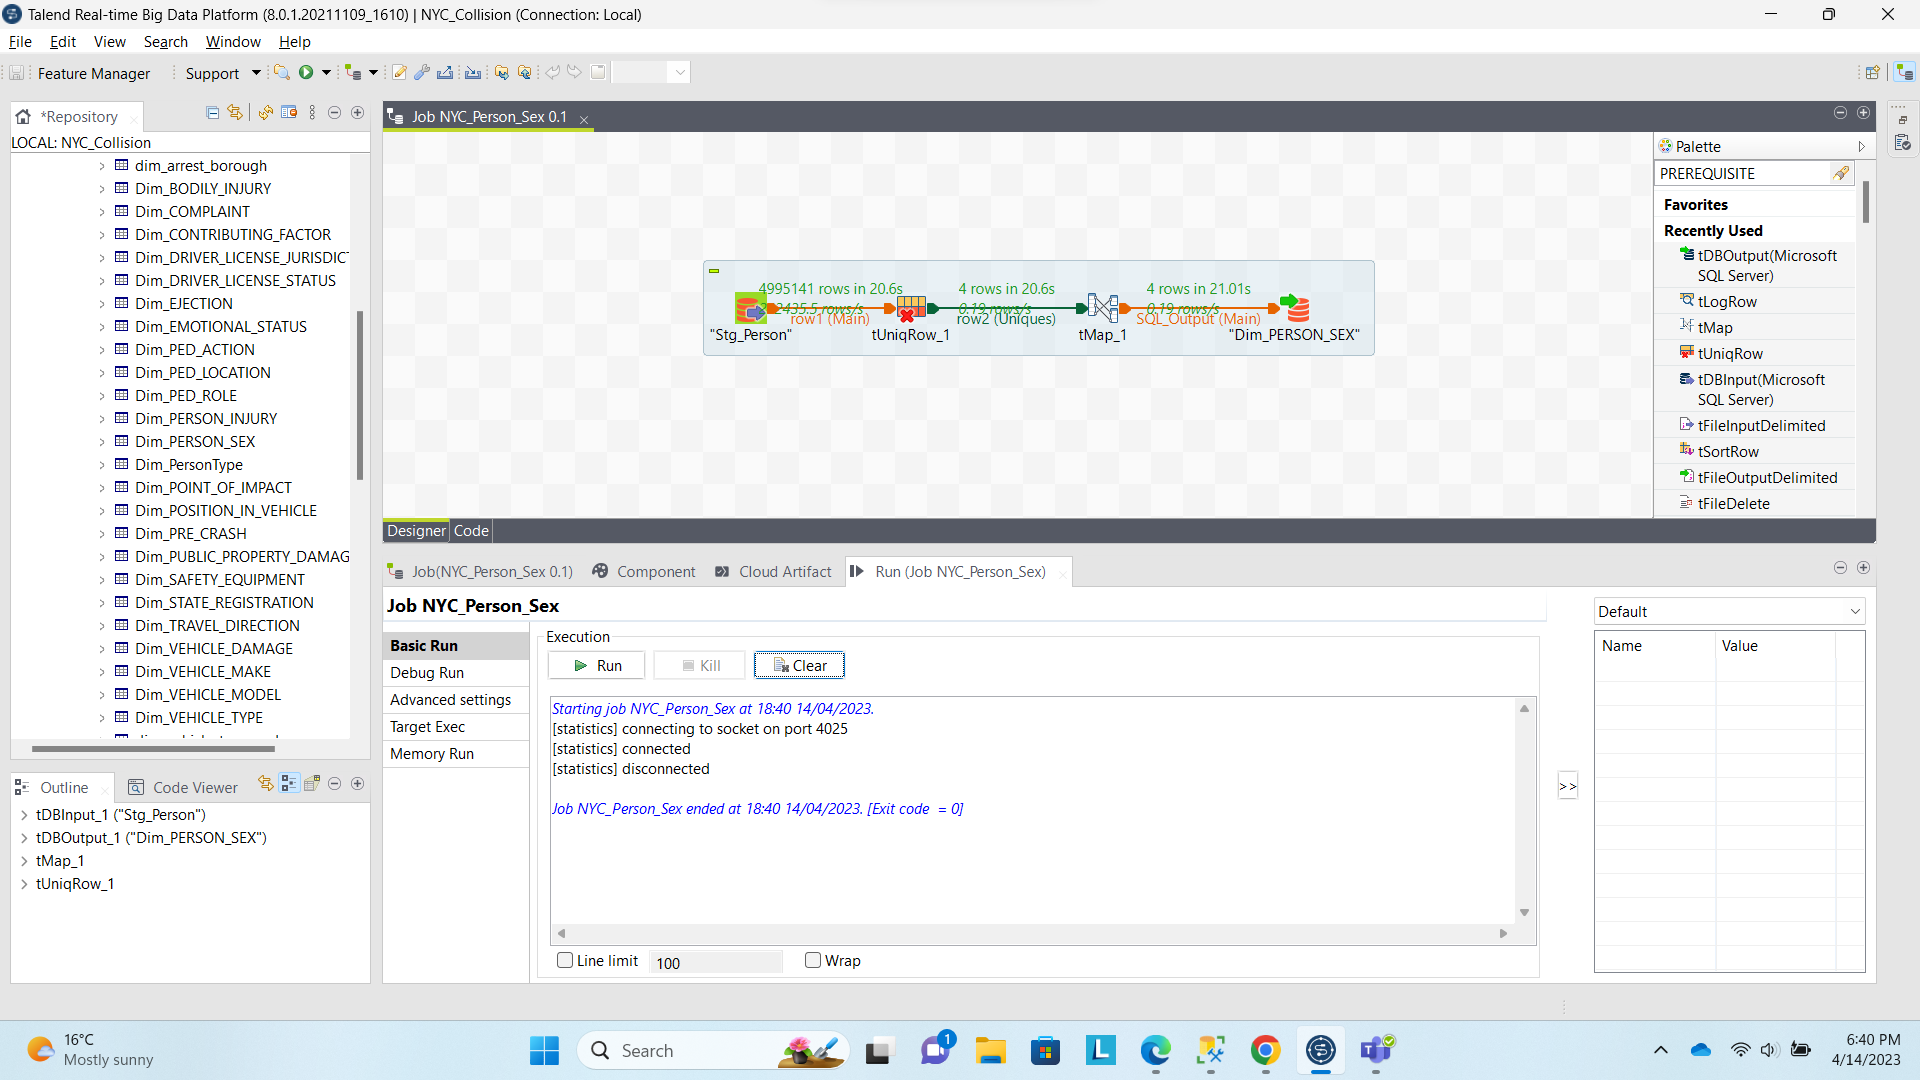 Talend Real-time Big Data Platform (8.0.1.20211109_1610) | NYC_Collision (Connection: Local)
File Edit View Search Window Help
Feature Manager Support
*Repository
LOCAL: NYC_Collision
dim_arrest_borough
Dim_BODILY_INJURY
Dim_COMPLAINT
Dim_CONTRIBUTING_FACTOR
Dim_DRIVER_LICENSE_JURISDICT
Dim_DRIVER_LICENSE_STATUS
Dim_EJECTION
Dim_EMOTIONAL_STATUS
Dim_PED_ACTION
Dim_PED_LOCATION
Dim_PED_ROLE
Dim_PERSON_INJURY
Dim_PERSON_SEX
Dim_PersonType
Dim_POINT_OF_IMPACT
Dim_POSITION_IN_VEHICLE
Dim_PRE_CRASH
Dim_PUBLIC_PROPERTY_DAMAG
Dim_SAFETY_EQUIPMENT
Dim_STATE_REGISTRATION
Dim_TRAVEL_DIRECTION
Dim_VEHICLE_DAMAGE
Dim_VEHICLE_MAKE
Dim_VEHICLE_MODEL
Dim_VEHICLE_TYPE
Outline
Code Viewer
tDBInput_1 ("Stg_Person")
tDBOutput_1 ("Dim_PERSON_SEX")
tMap_1
tUniqRow_1
Job NYC_Person_Sex 0.1
4995141 rows in 20.6s
4 rows in 20.6s
4 rows in 21.01s
0.19 rows/s
0.19 rows/s
row1 (Main)
row2 (Uniques)
SQL_Output (Main)
"Stg_Person"
tUniqRow_1
tMap_1
"Dim_PERSON_SEX"
Designer Code
Palette
PREREQUISITE
Favorites
Recently Used
tDBOutput(Microsoft
SQL Server)
tLogRow
tMap
tUniqRow
tDBInput(Microsoft
SQL Server)
tFileInputDelimited
tSortRow
tFileOutputDelimited
tFileDelete
Job(NYC_Person_Sex 0.1)
Component
Cloud Artifact
Run (Job NYC_Person_Sex)
Job NYC_Person_Sex
Basic Run
Debug Run
Advanced settings
Target Exec
Memory Run
Execution
Run
Kill
Clear
Starting job NYC_Person_Sex at 18:40 14/04/2023.
[statistics] connecting to socket on port 4025
[statistics] connected
[statistics] disconnected
Job NYC_Person_Sex ended at 18:40 14/04/2023. [Exit code = 0]
Line limit 100
Wrap
>>
Default
Name Value
16°C
Mostly sunny
Search
1
6:40 PM
4/14/2023